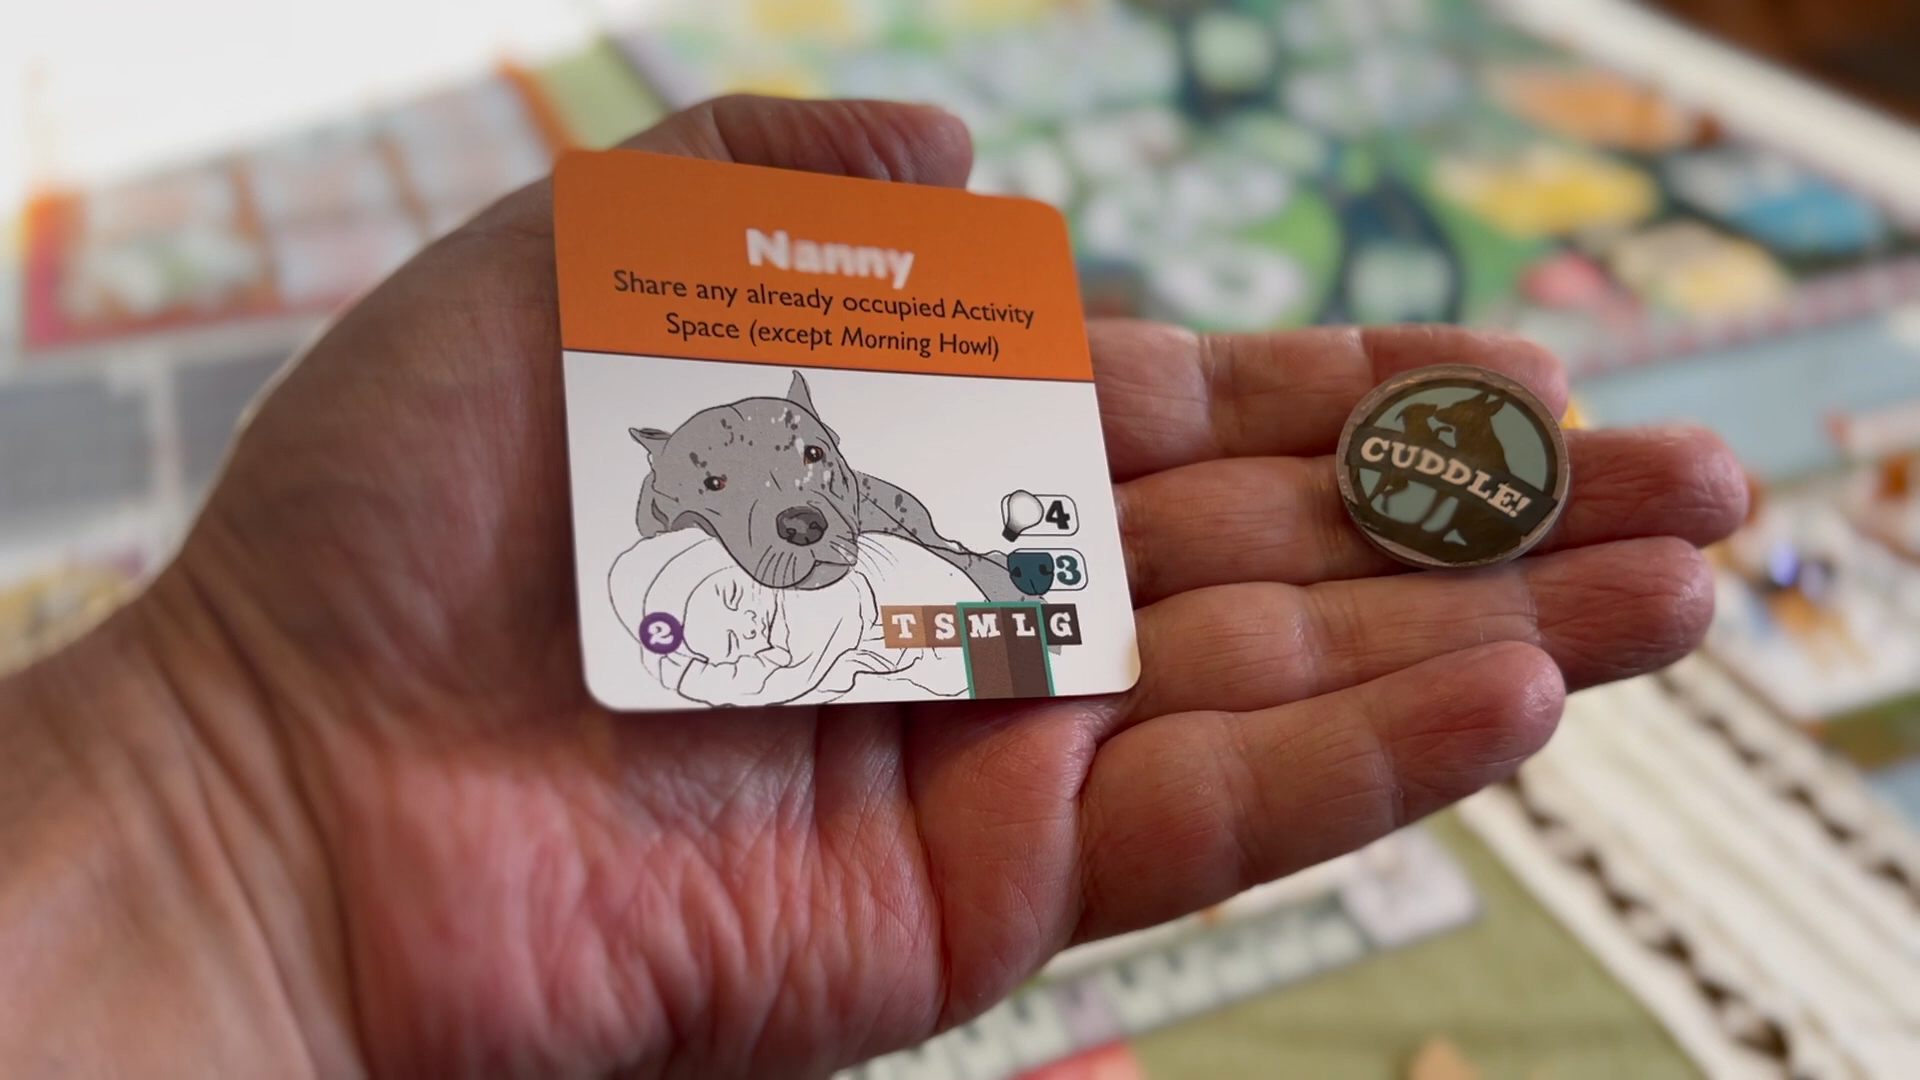 Nanny
Share any already occupied Activity
Space (except Morning Howl)
4
3
2
T S M L G
CUDDLE!